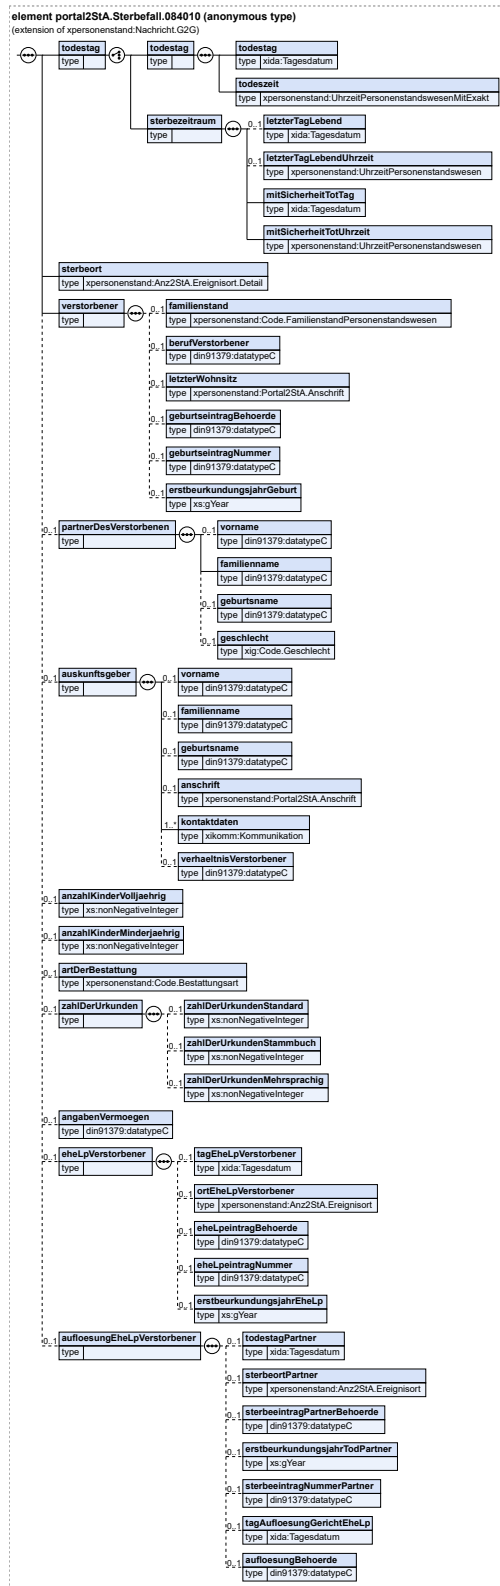 element portal2StA.Sterbefall.084010 (anonymous type)
(extension of xpersonenstand:Nachricht.G2G)
todestag
type
todestag
type
todestag
type xida:Tagesdatum
todeszeit
type xpersonenstand:UhrzeitPersonenstandswesenMitExakt
sterbezeitraum
type
0..1 letzterTagLebend
type xida:Tagesdatum
0..1 letzterTagLebendUhrzeit
type xpersonenstand:UhrzeitPersonenstandswesen
mitSicherheitTotTag
type xida:Tagesdatum
mitSicherheitTotUhrzeit
type xpersonenstand:UhrzeitPersonenstandswesen
sterbeort
type xpersonenstand:Anz2StA.Ereignisort.Detail
verstorbener
type
0..1 familienstand
type xpersonenstand:Code.FamilienstandPersonenstandswesen
0..1 berufVerstorbener
type din91379:datatypeC
0..1 letzterWohnsitz
type xpersonenstand:Portal2StA.Anschrift
0..1 geburtseintragBehoerde
type din91379:datatypeC
0..1 geburtseintragNummer
type din91379:datatypeC
0..1 erstbeurkundungsjahrGeburt
type xs:gYear
0..1 partnerDesVerstorbenen
type
0..1 vorname
type din91379:datatypeC
familienname
type din91379:datatypeC
0..1 geburtsname
type din91379:datatypeC
0..1 geschlecht
type xig:Code.Geschlecht
0..1 auskunftsgeber
type
0..1 vorname
type din91379:datatypeC
0..1 familienname
type din91379:datatypeC
0..1 geburtsname
type din91379:datatypeC
0..1 anschrift
type xpersonenstand:Portal2StA.Anschrift
1..* kontaktdaten
type xikomm:Kommunikation
0..1 verhaeltnisVerstorbener
type din91379:datatypeC
0..1 anzahlKinderVolljaehrig
type xs:nonNegativeInteger
0..1 anzahlKinderMinderjaehrig
type xs:nonNegativeInteger
0..1 artDerBestattung
type xpersonenstand:Code.Bestattungsart
0..1 zahlDerUrkunden
type
0..1 zahlDerUrkundenStandard
type xs:nonNegativeInteger
0..1 zahlDerUrkundenStammbuch
type xs:nonNegativeInteger
0..1 zahlDerUrkundenMehrsprachig
type xs:nonNegativeInteger
0..1 angabenVermoegen
type din91379:datatypeC
0..1 eheLpVerstorbener
type
0..1 tagEheLpVerstorbener
type xida:Tagesdatum
0..1 ortEheLpVerstorbener
type xpersonenstand:Anz2StA.Ereignisort
0..1 eheLpeintragBehoerde
type din91379:datatypeC
0..1 eheLpeintragNummer
type din91379:datatypeC
0..1 erstbeurkundungsjahrEheLp
type xs:gYear
0..1 aufloesungEheLpVerstorbener
type
0..1 todestagPartner
type xida:Tagesdatum
0..1 sterbeortPartner
type xpersonenstand:Anz2StA.Ereignisort
0..1 sterbeeintragPartnerBehoerde
type din91379:datatypeC
0..1 erstbeurkundungsjahrTodPartner
type xs:gYear
0..1 sterbeeintragNummerPartner
type din91379:datatypeC
0..1 tagAufloesungGerichtEheLp
type xida:Tagesdatum
0..1 aufloesungBehoerde
type din91379:datatypeC